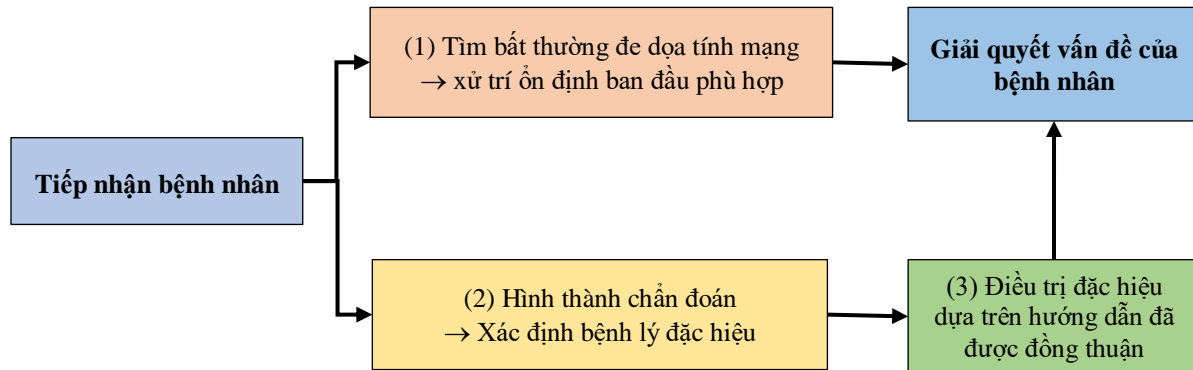 Tiếp nhận bệnh nhân
(1) Tìm bất thường đe dọa tính mạng
→ xử trí ổn định ban đầu phù hợp
Giải quyết vấn đề của
bệnh nhân
(2) Hình thành chẩn đoán
→ Xác định bệnh lý đặc hiệu
(3) Điều trị đặc hiệu
dựa trên hướng dẫn đã
được đồng thuận